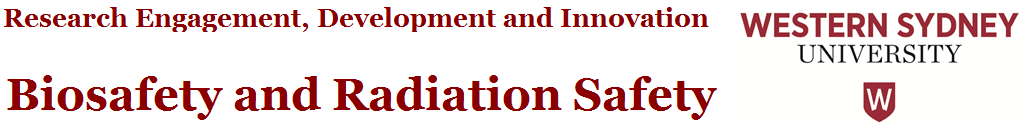 Research Engagement, Development and Innovation
Biosafety and Radiation Safety
WESTERN SYDNEY
UNIVERSITY
W